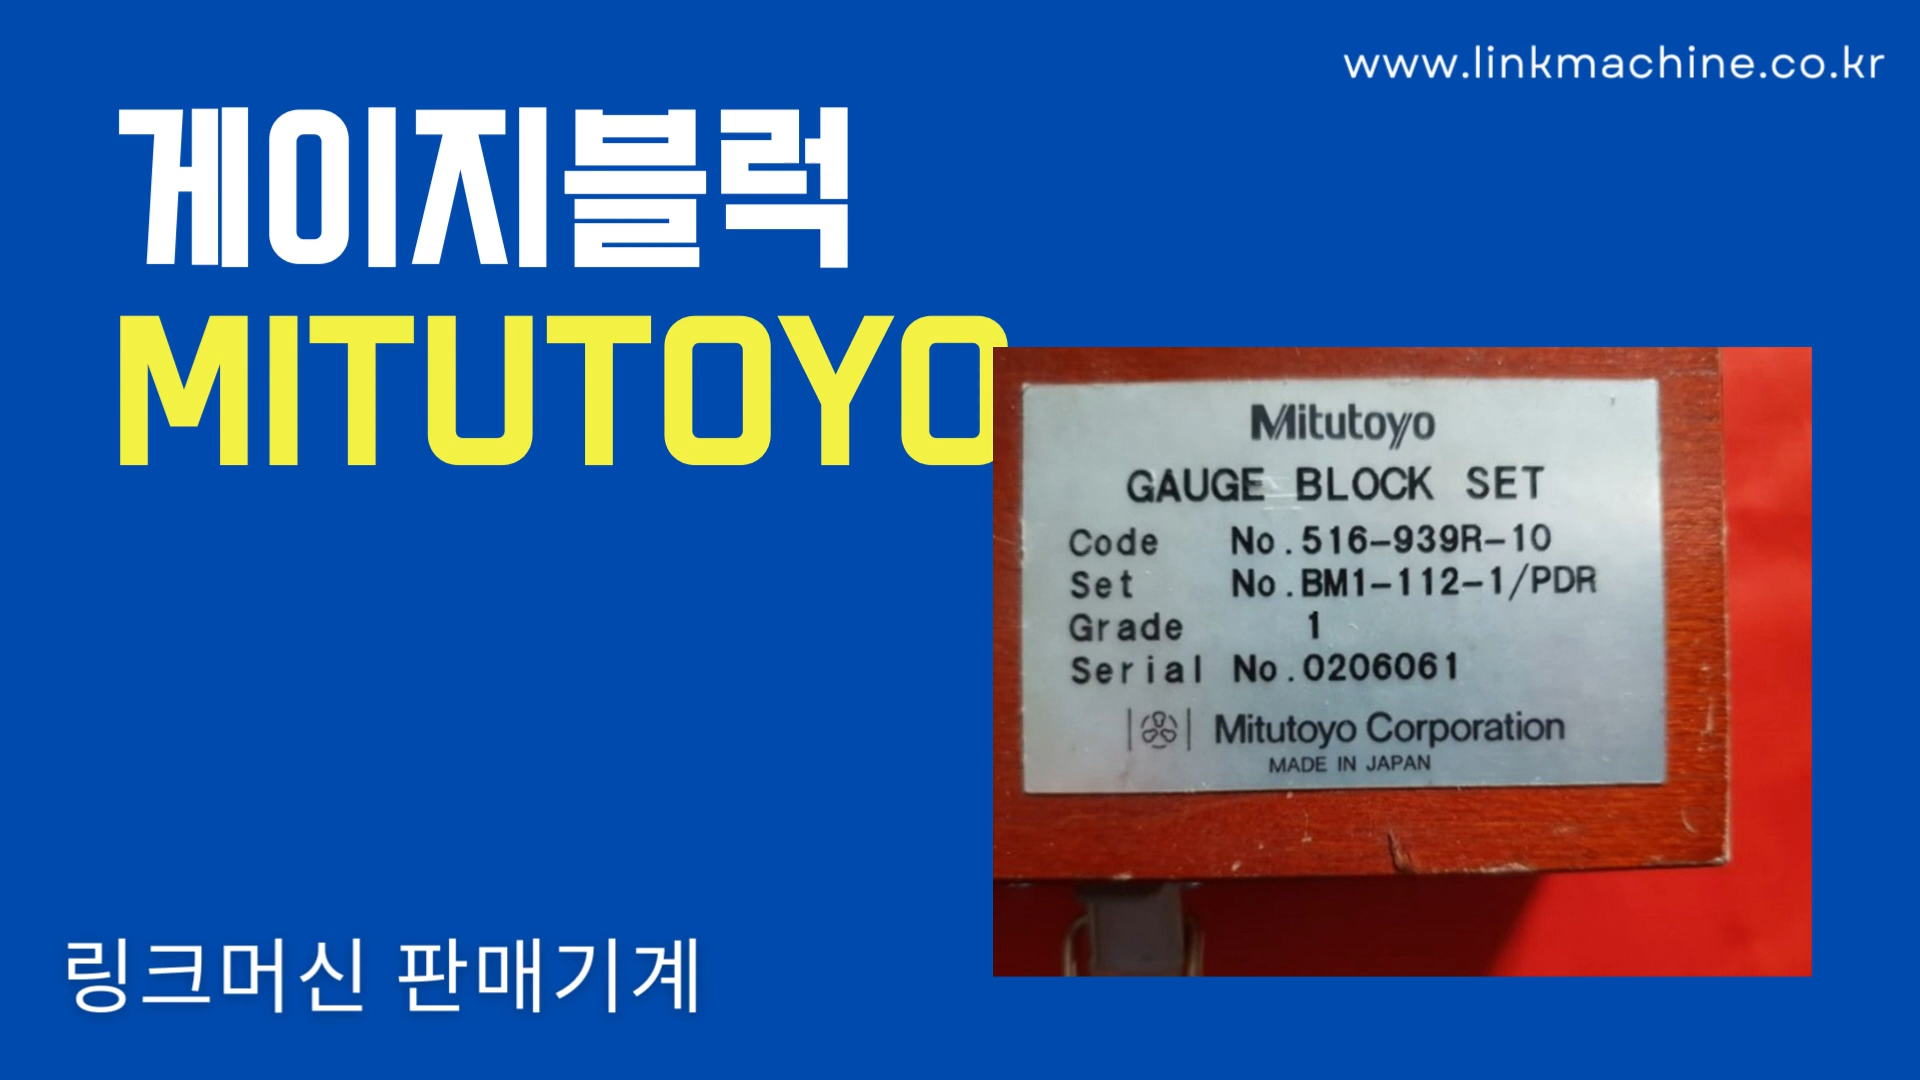 www.linkmachine.co.kr
게이지블럭
MITUTOYO
Mitutoyo
GAUGE BLOCK SET
Code No.516-939R-10
Set No.BM1-112-1/PDR
Grade 1
Serial No.0206061
Mitutoyo Corporation
MADE IN JAPAN
링크머신 판매기계